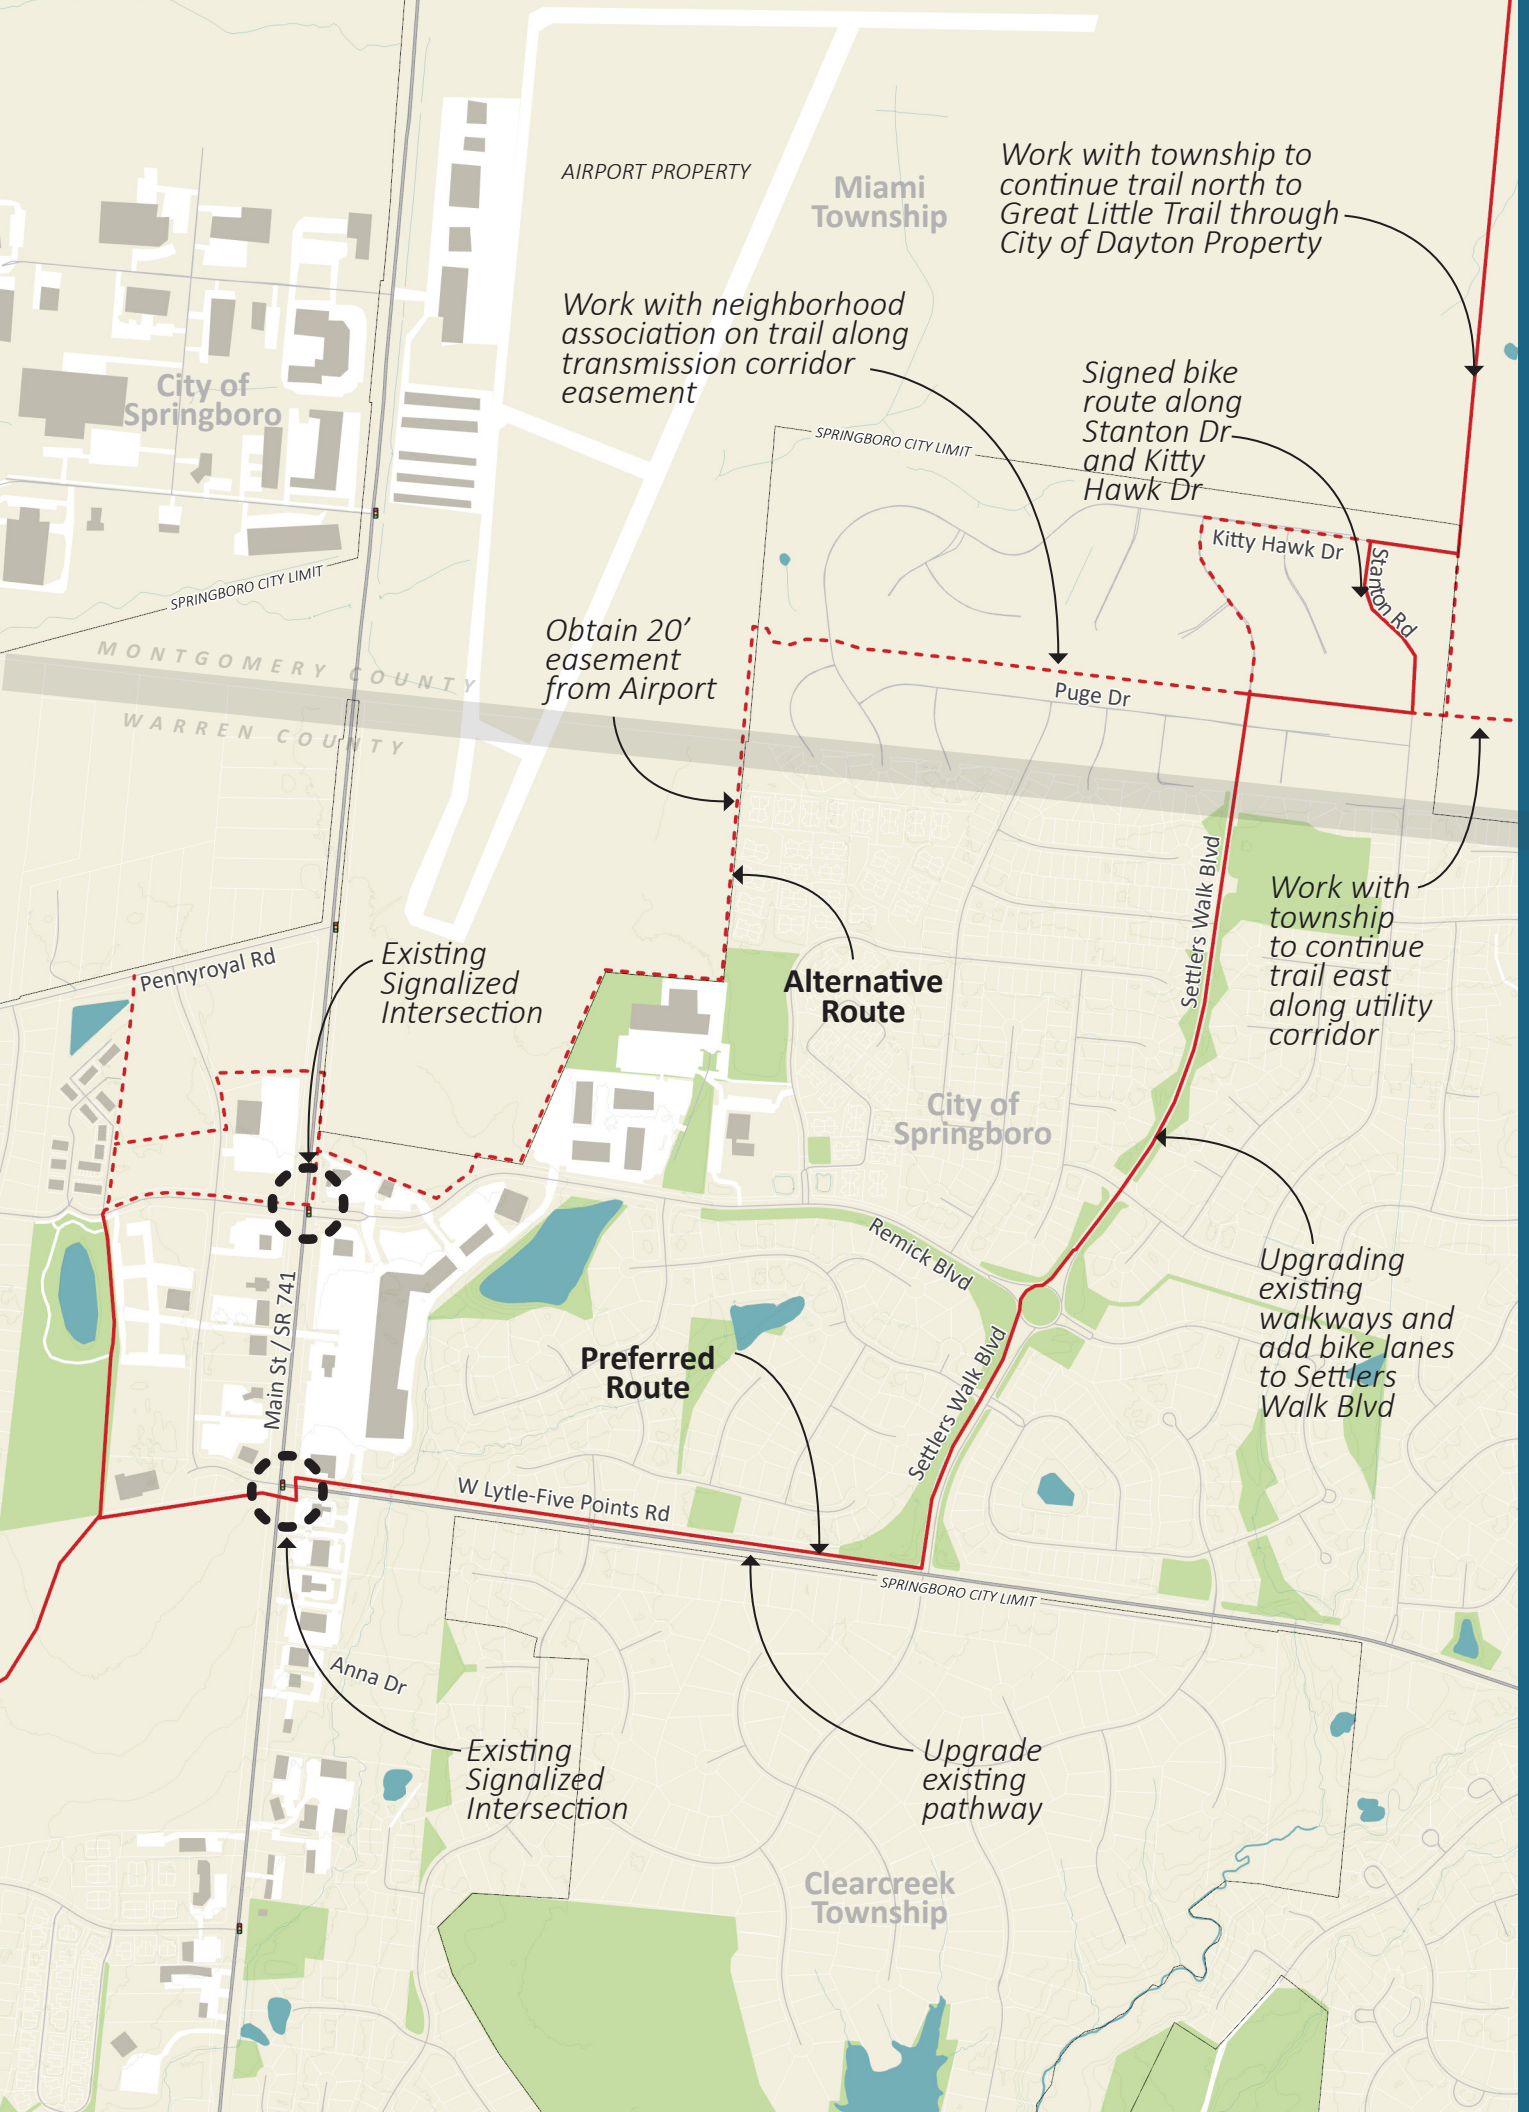 AIRPORT PROPERTY
Miami
Township
Work with township to
continue trail north to
Great Little Trail through
City of Dayton Property
Work with neighborhood
association on trail along
transmission corridor
easement
Signed bike
route along
Stanton Dr
and Kitty
Hawk Dr
City of
Springboro
SPRINGBORO CITY LIMIT
Kitty Hawk Dr
Stanton Rd
SPRINGBORO CITY LIMIT
Obtain 20’
easement
from Airport
MONTGOMERY COUNTY
WARREN COUNTY
Puge Dr
Settlers Walk Blvd
Work with
township
to continue
trail east
along utility
corridor
Pennyroyal Rd
Existing
Signalized
Intersection
Alternative
Route
City of
Springboro
Remick Blvd
Upgrading
existing
walkways and
add bike lanes
to Settlers
Walk Blvd
Main St / SR 741
Preferred
Route
Settlers Walk Blvd
W Lytle-Five Points Rd
SPRINGBORO CITY LIMIT
Anna Dr
Existing
Signalized
Intersection
Upgrade
existing
pathway
Clearcreek
Township